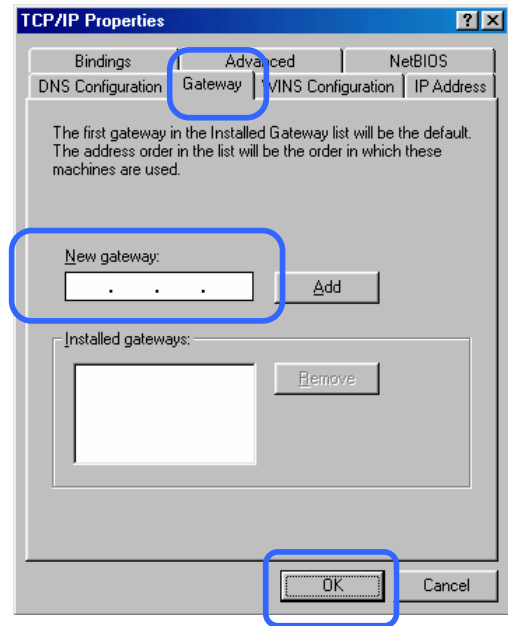 TCP/IP Properties
Bindings Advanced NetBIOS
DNS Configuration Gateway WINS Configuration IP Address
The first gateway in the Installed Gateway list will be the default.
The address order in the list will be the order in which these
machines are used.
New gateway:
. . .
Add
Installed gateways:
Remove
OK Cancel